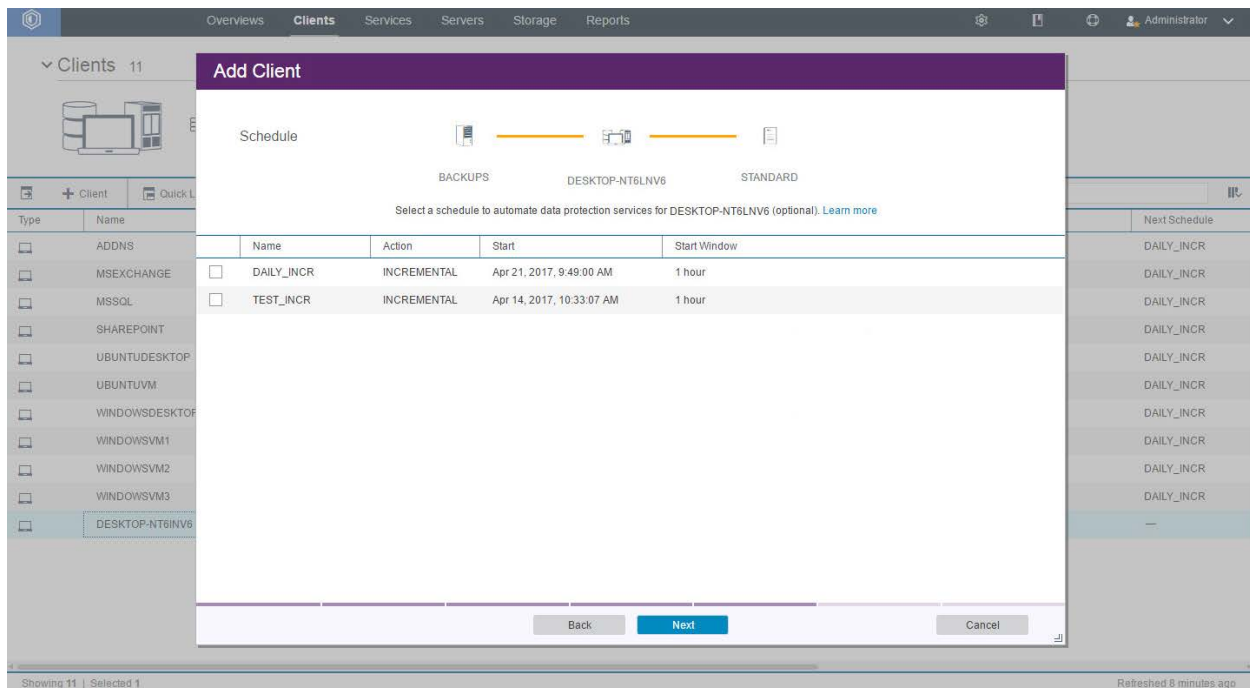 Overviews Clients Services Servers Storage Reports Administrator
Clients 11
Add Client
Schedule
BACKUPS DESKTOP-NT6LNV6 STANDARD
Select a schedule to automate data protection services for DESKTOP-NT6LNV6 (optional). Learn more
+ Client Quick L
Type Name Next Schedule
Name Action Start Start Window
ADDNS DAILY_INCR
MSEXCHANGE DAILY_INCR
DAILY_INCR INCREMENTAL Apr 21, 2017, 9:49:00 AM 1 hour
MSSQL DAILY_INCR
TEST_INCR INCREMENTAL Apr 14, 2017, 10:33:07 AM 1 hour
SHAREPOINT DAILY_INCR
UBUNTUDESKTOP DAILY_INCR
UBUNTUVM DAILY_INCR
WINDOWSDESKTOP DAILY_INCR
WINDOWSVM1 DAILY_INCR
WINDOWSVM2 DAILY_INCR
WINDOWSVM3 DAILY_INCR
DESKTOP-NT6INV6 —
Back Next Cancel
Showing 11 | Selected 1 Refreshed 8 minutes ago